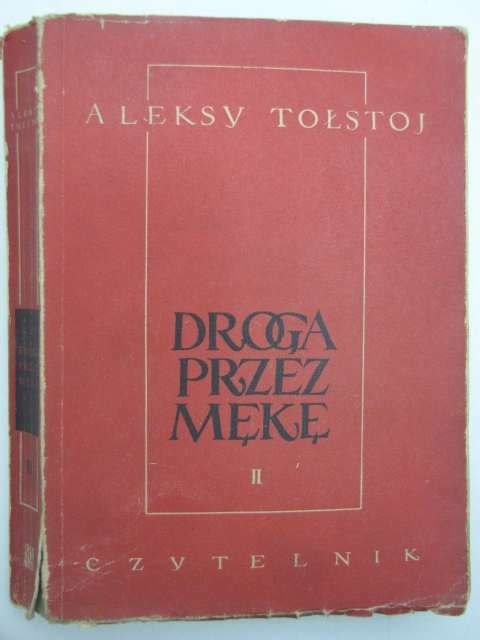 ALEKSY TOŁSTOJ
DROGA
PRZEZ
MĘKĘ
II
CZYTELNIK